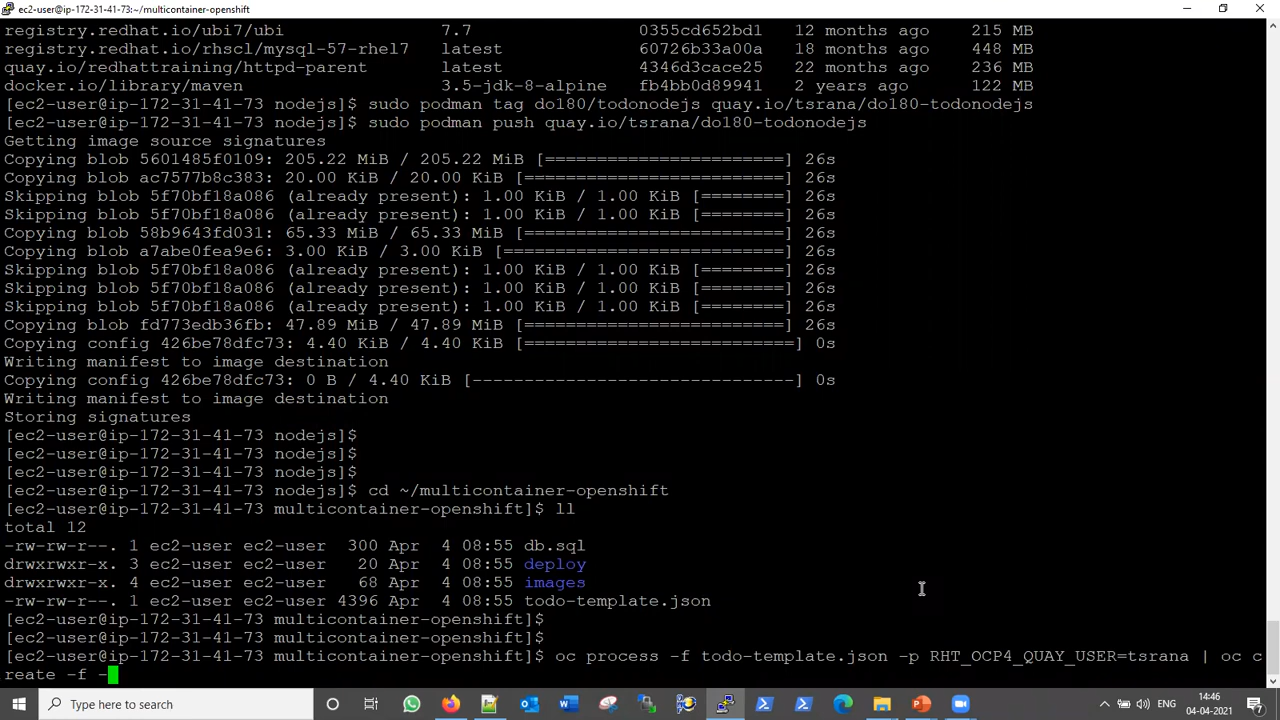 ec2-user@ip-172-31-41-73:~/multicontainer-openshift
registry.redhat.io/ubi7/ubi 7.7 0355cd652bd1 12 months ago 215 MB
registry.redhat.io/rhscl/mysql-57-rhel7 latest 60726b33a00a 18 months ago 448 MB
quay.io/redhattraining/httpd-parent latest 4346d3cace25 22 months ago 236 MB
docker.io/library/maven 3.5-jdk-8-alpine fb4bb0d89941 2 years ago 122 MB
[ec2-user@ip-172-31-41-73 nodejs]$ sudo podman tag do180/todonodejs quay.io/tsrana/do180-todonodejs
[ec2-user@ip-172-31-41-73 nodejs]$ sudo podman push quay.io/tsrana/do180-todonodejs
Getting image source signatures
Copying blob 5601485f0109: 205.22 MiB / 205.22 MiB [=======================] 26s
Copying blob ac7577b8c383: 20.00 KiB / 20.00 KiB [=========================] 26s
Skipping blob 5f70bf18a086 (already present): 1.00 KiB / 1.00 KiB [========] 26s
Skipping blob 5f70bf18a086 (already present): 1.00 KiB / 1.00 KiB [========] 26s
Copying blob 58b9643fd031: 65.33 MiB / 65.33 MiB [=========================] 26s
Copying blob a7abe0fea9e6: 3.00 KiB / 3.00 KiB [===========================] 26s
Skipping blob 5f70bf18a086 (already present): 1.00 KiB / 1.00 KiB [========] 26s
Skipping blob 5f70bf18a086 (already present): 1.00 KiB / 1.00 KiB [========] 26s
Skipping blob 5f70bf18a086 (already present): 1.00 KiB / 1.00 KiB [========] 26s
Copying blob fd773edb36fb: 47.89 MiB / 47.89 MiB [=========================] 26s
Copying config 426be78dfc73: 4.40 KiB / 4.40 KiB [==========================] 0s
Writing manifest to image destination
Copying config 426be78dfc73: 0 B / 4.40 KiB [-------------------------------] 0s
Writing manifest to image destination
Storing signatures
[ec2-user@ip-172-31-41-73 nodejs]$
[ec2-user@ip-172-31-41-73 nodejs]$
[ec2-user@ip-172-31-41-73 nodejs]$
[ec2-user@ip-172-31-41-73 nodejs]$ cd ~/multicontainer-openshift
[ec2-user@ip-172-31-41-73 multicontainer-openshift]$ ll
total 12
-rw-rw-r--. 1 ec2-user ec2-user 300 Apr 4 08:55 db.sql
drwxrwxr-x. 3 ec2-user ec2-user 20 Apr 4 08:55 deploy
drwxrwxr-x. 4 ec2-user ec2-user 68 Apr 4 08:55 images
-rw-rw-r--. 1 ec2-user ec2-user 4396 Apr 4 08:55 todo-template.json
[ec2-user@ip-172-31-41-73 multicontainer-openshift]$
[ec2-user@ip-172-31-41-73 multicontainer-openshift]$
[ec2-user@ip-172-31-41-73 multicontainer-openshift]$ oc process -f todo-template.json -p RHT_OCP4_QUAY_USER=tsrana | oc c
reate -f -
Type here to search
ENG
14:46
04-04-2021
7